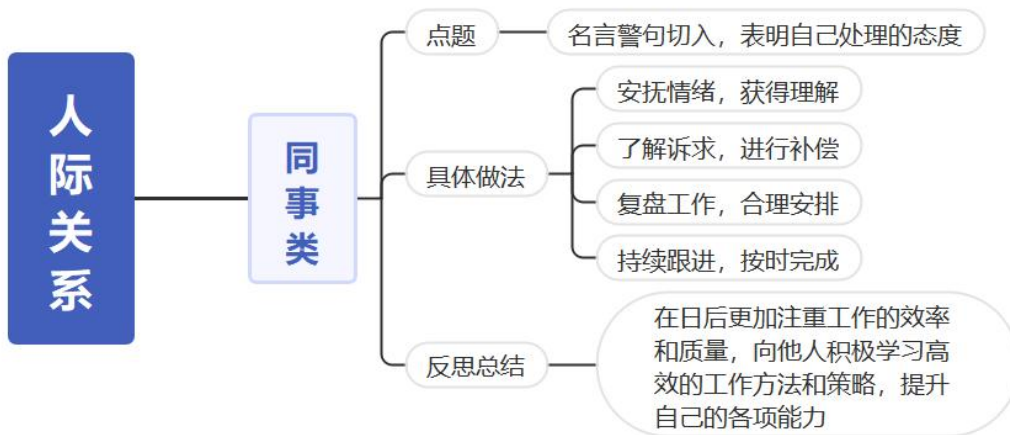 人际关系
同事类
点题
名言警句切入，表明自己处理的态度
具体做法
安抚情绪，获得理解
了解诉求，进行补偿
复盘工作，合理安排
持续跟进，按时完成
反思总结
在日后更加注重工作的效率
和质量，向他人积极学习高
效的工作方法和策略，提升
自己的各项能力